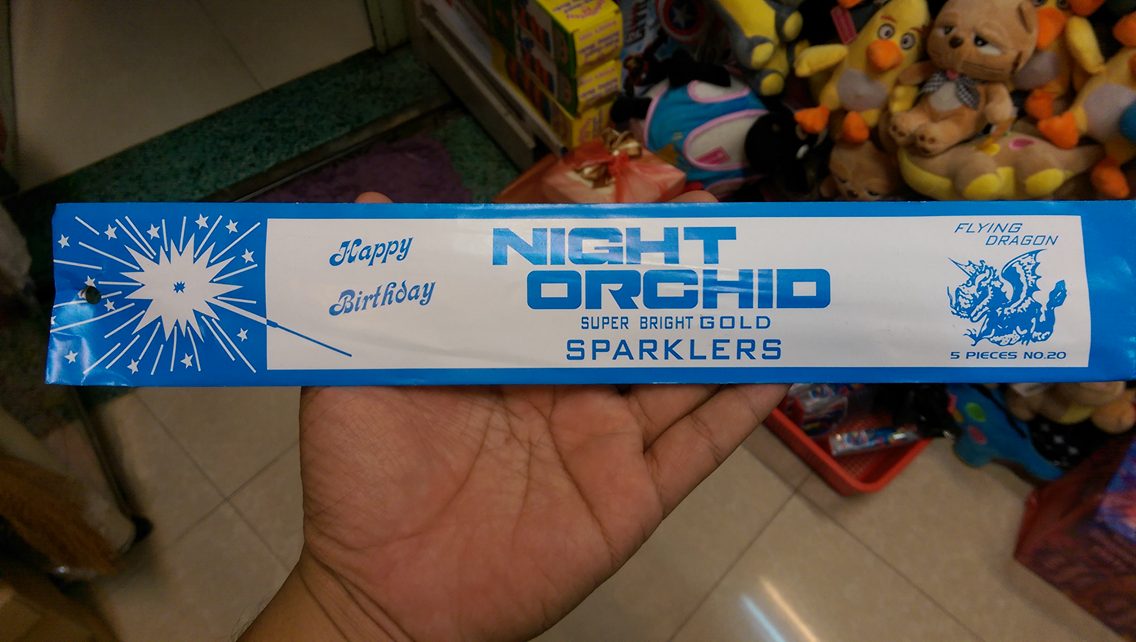 Happy
Birthday
NIGHT
ORCHID
SUPER BRIGHT GOLD
SPARKLERS
FLYING
DRAGON
5 PIECES NO.20